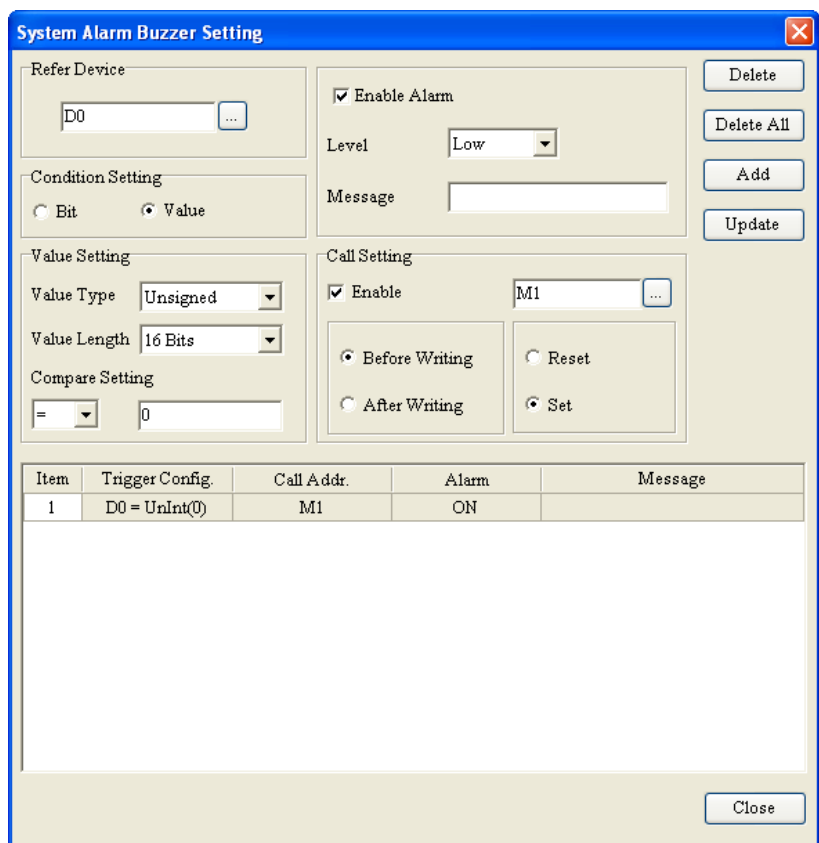 System Alarm Buzzer Setting
Refer Device
D0
...
Enable Alarm
Level
Low
Message
Delete
Delete All
Add
Update
Condition Setting
Bit
Value
Value Setting
Value Type
Unsigned
Value Length
16 Bits
Compare Setting
=
0
Call Setting
Enable
M1
...
Before Writing
After Writing
Reset
Set
Item Trigger Config. Call Addr. Alarm Message
1 D0 = UnInt(0) M1 ON
Close